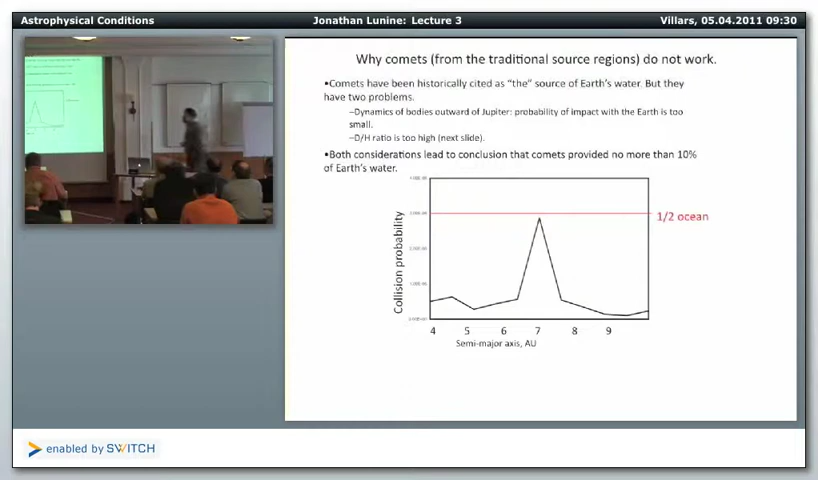 Astrophysical Conditions
Jonathan Lunine: Lecture 3
Villars, 05.04.2011 09:30
Why comets (from the traditional source regions) do not work.
•Comets have been historically cited as “the” source of Earth’s water. But they
have two problems.
–Dynamics of bodies outward of Jupiter: probability of impact with the Earth is too
small.
–D/H ratio is too high (next slide).
•Both considerations lead to conclusion that comets provided no more than 10%
of Earth’s water.
1/2 ocean
Collision probability
4 5 6 7 8 9
Semi-major axis, AU
enabled by SWITCH